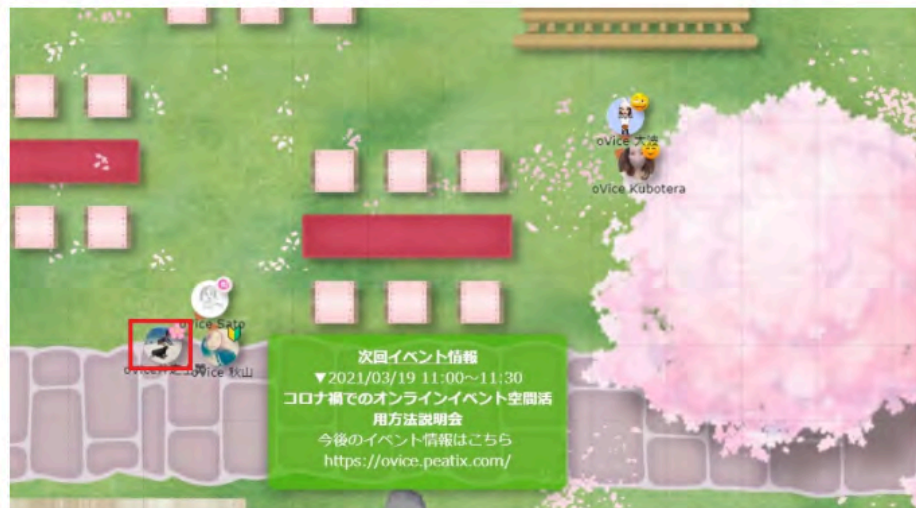 oVice 大波
oVice Kubotera
oVice Sato
oVice 秋山
次回イベント情報
▼2021/03/19 11:00～11:30
コロナ禍でのオンラインイベント空間活
用方法説明会
今後のイベント情報はこちら
https://ovice.peatix.com/